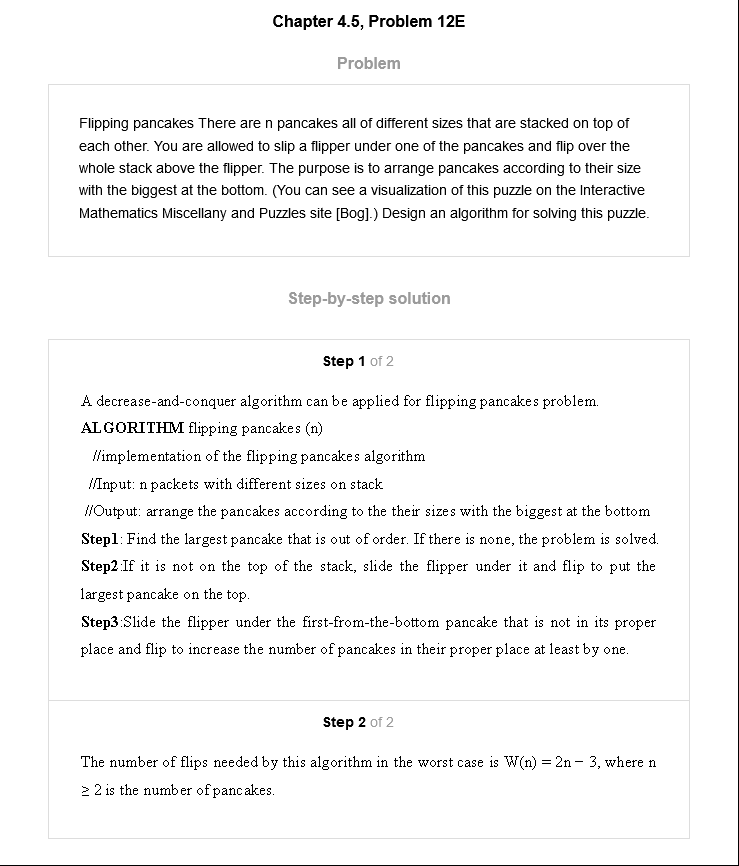 Chapter 4.5, Problem 12E
Problem
Flipping pancakes There are n pancakes all of different sizes that are stacked on top of
each other. You are allowed to slip a flipper under one of the pancakes and flip over the
whole stack above the flipper. The purpose is to arrange pancakes according to their size
with the biggest at the bottom. (You can see a visualization of this puzzle on the Interactive
Mathematics Miscellany and Puzzles site [Bog].) Design an algorithm for solving this puzzle.
Step-by-step solution
Step 1 of 2
A decrease-and-conquer algorithm can be applied for flipping pancakes problem.
ALGORITHM flipping pancakes (n)
//implementation of the flipping pancakes algorithm
//Input: n packets with different sizes on stack
//Output: arrange the pancakes according to the their sizes with the biggest at the bottom
Step1: Find the largest pancake that is out of order. If there is none, the problem is solved.
Step2:If it is not on the top of the stack, slide the flipper under it and flip to put the
largest pancake on the top.
Step3:Slide the flipper under the first-from-the-bottom pancake that is not in its proper
place and flip to increase the number of pancakes in their proper place at least by one.
Step 2 of 2
The number of flips needed by this algorithm in the worst case is W(n) = 2n − 3, where n
≥ 2 is the number of pancakes.